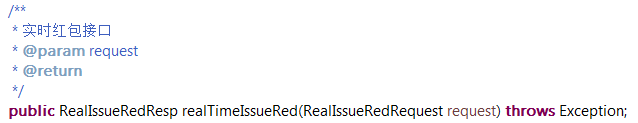 /**
* 实时红包接口
* @param request
* @return
*/
public RealIssueRedResp realTimeIssueRed(RealIssueRedRequest request) throws Exception;